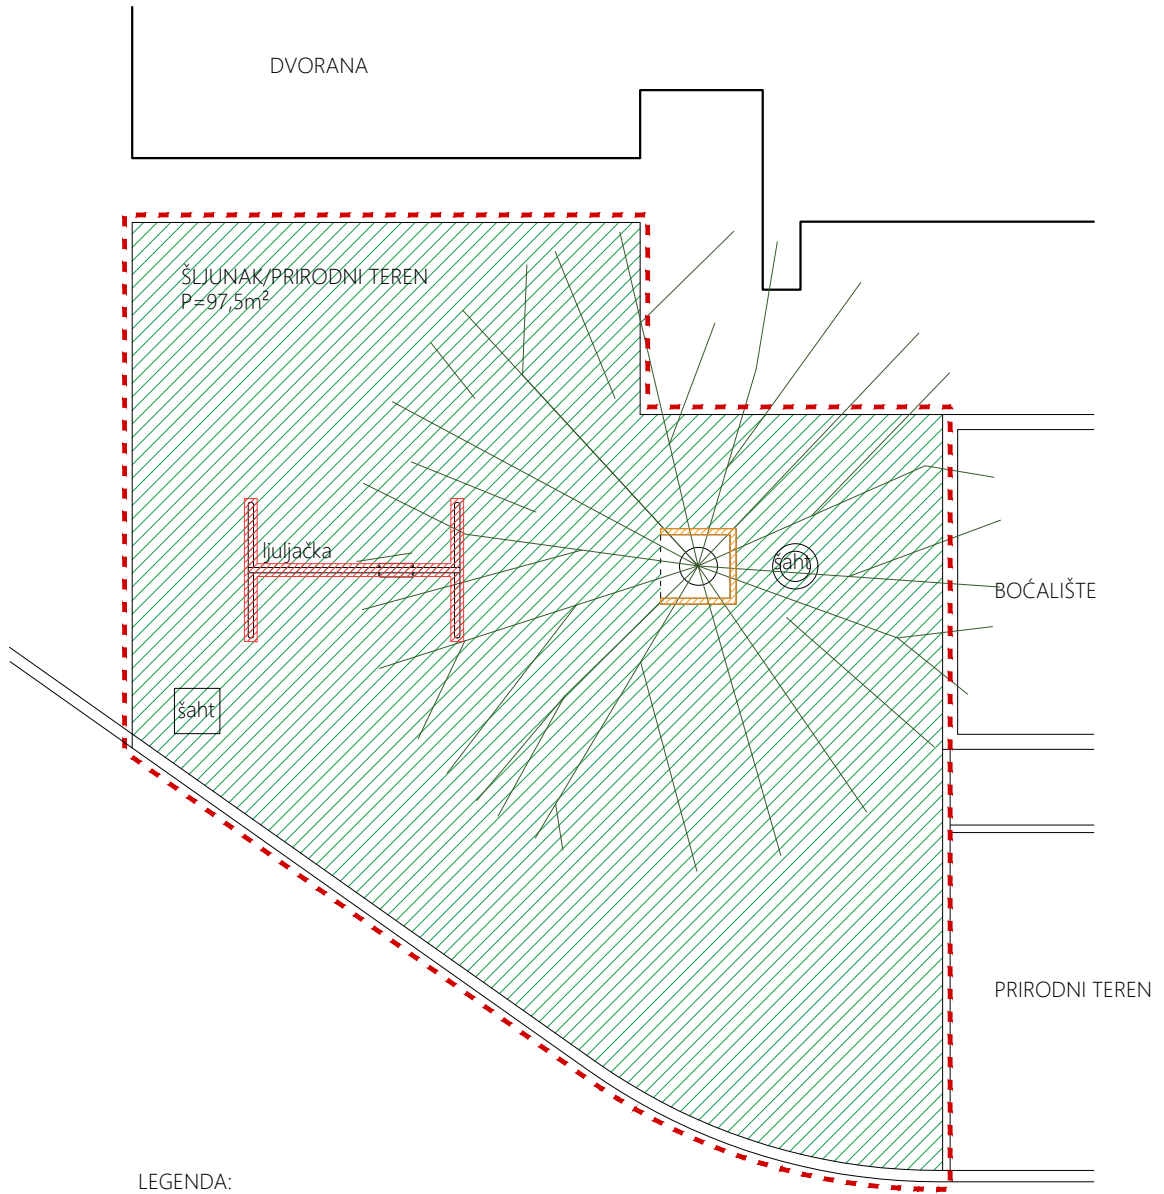 DVORANA
ŠLJUNAK/PRIRODNI TEREN
P=97,5m²
ljuljačka
šaht
BOĆALIŠTE
šaht
PRIRODNI TEREN
LEGENDA: